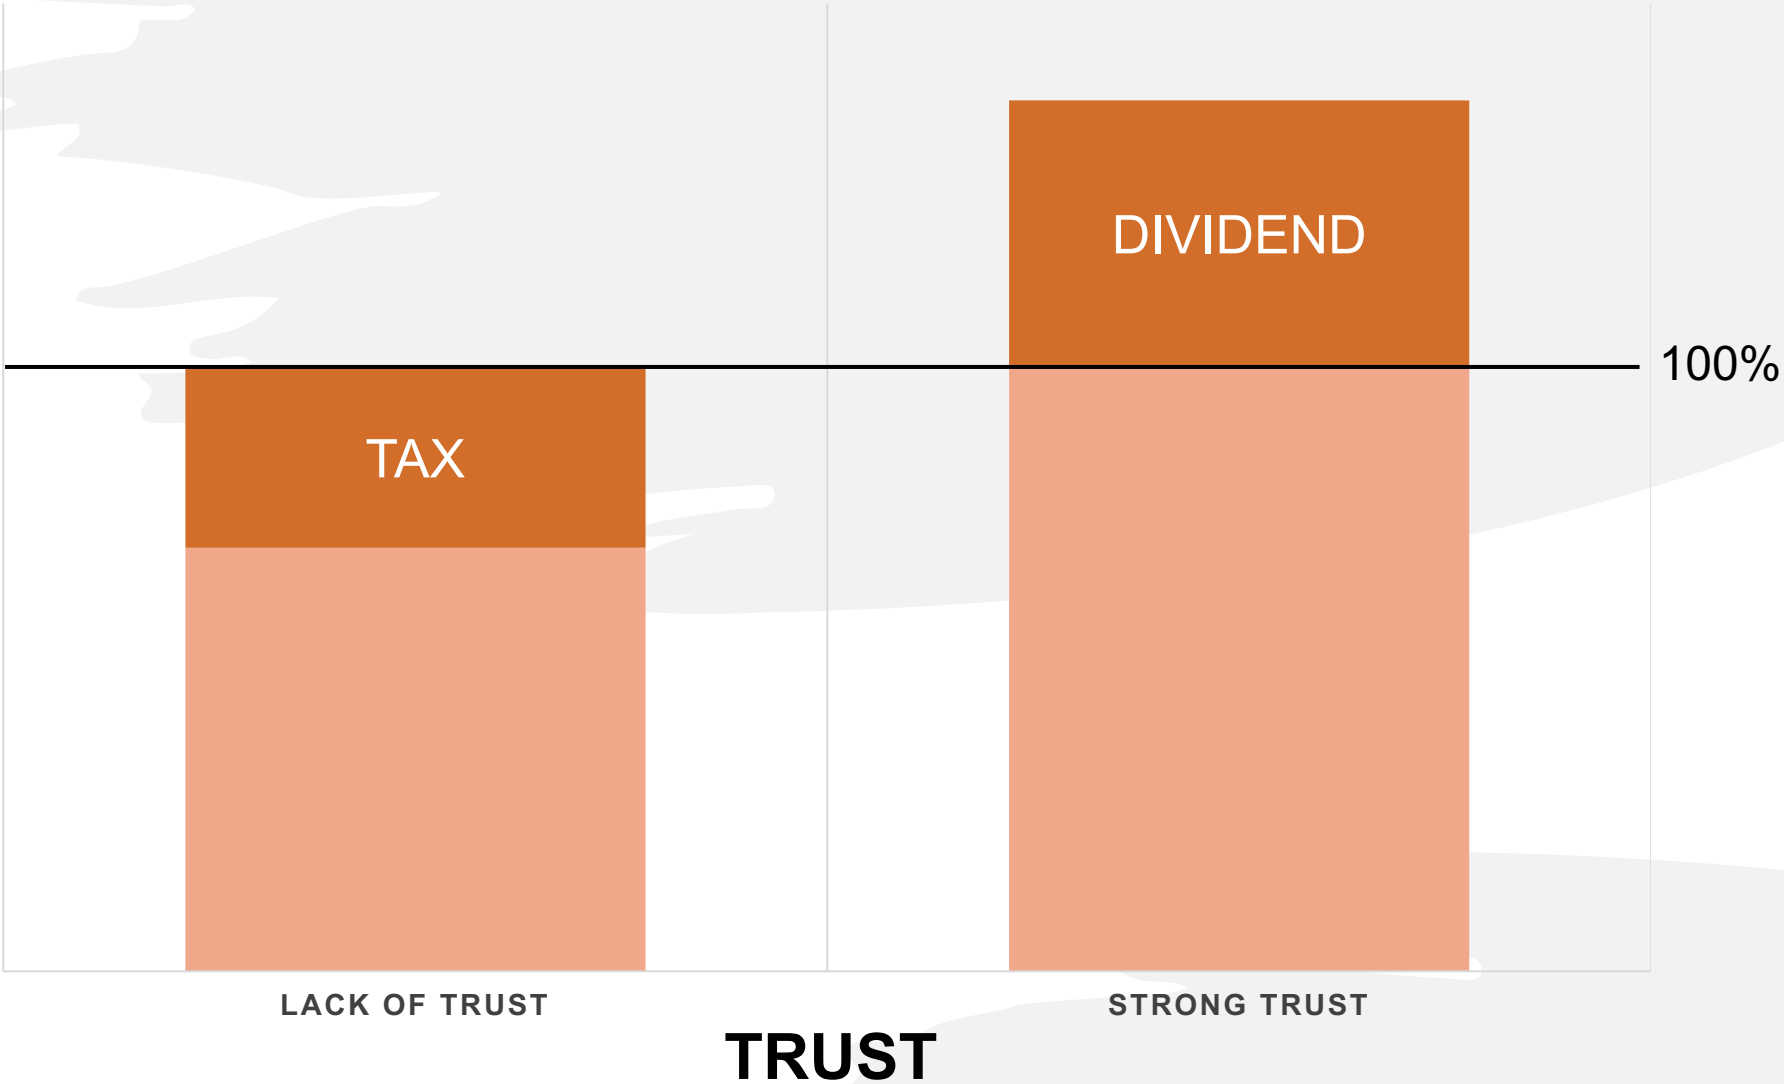 DIVIDEND
100%
TAX
LACK OF TRUST
STRONG TRUST
TRUST